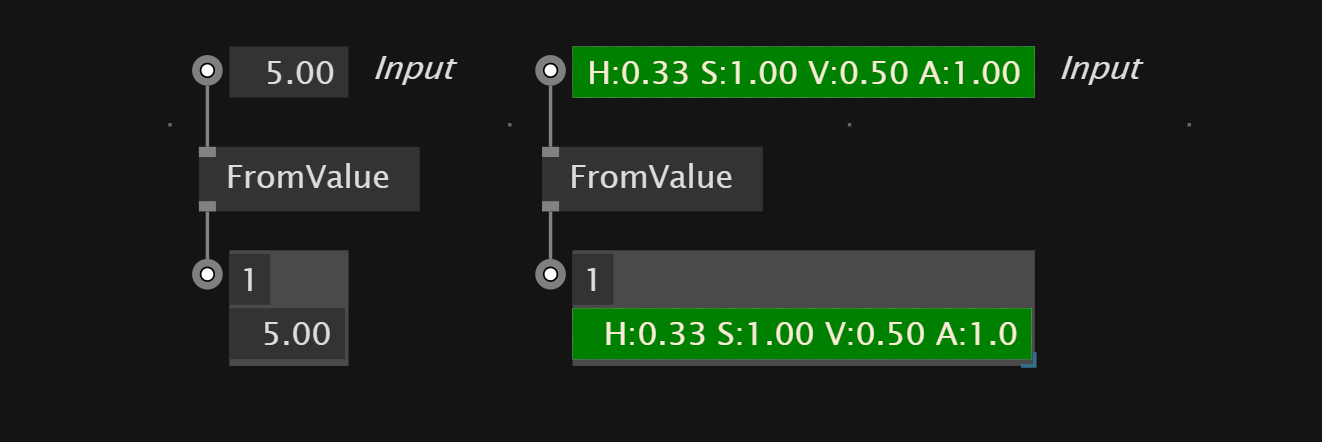 5.00 Input H:0.33 S:1.00 V:0.50 A:1.00 Input
FromValue FromValue
1 1
5.00 H:0.33 S:1.00 V:0.50 A:1.0